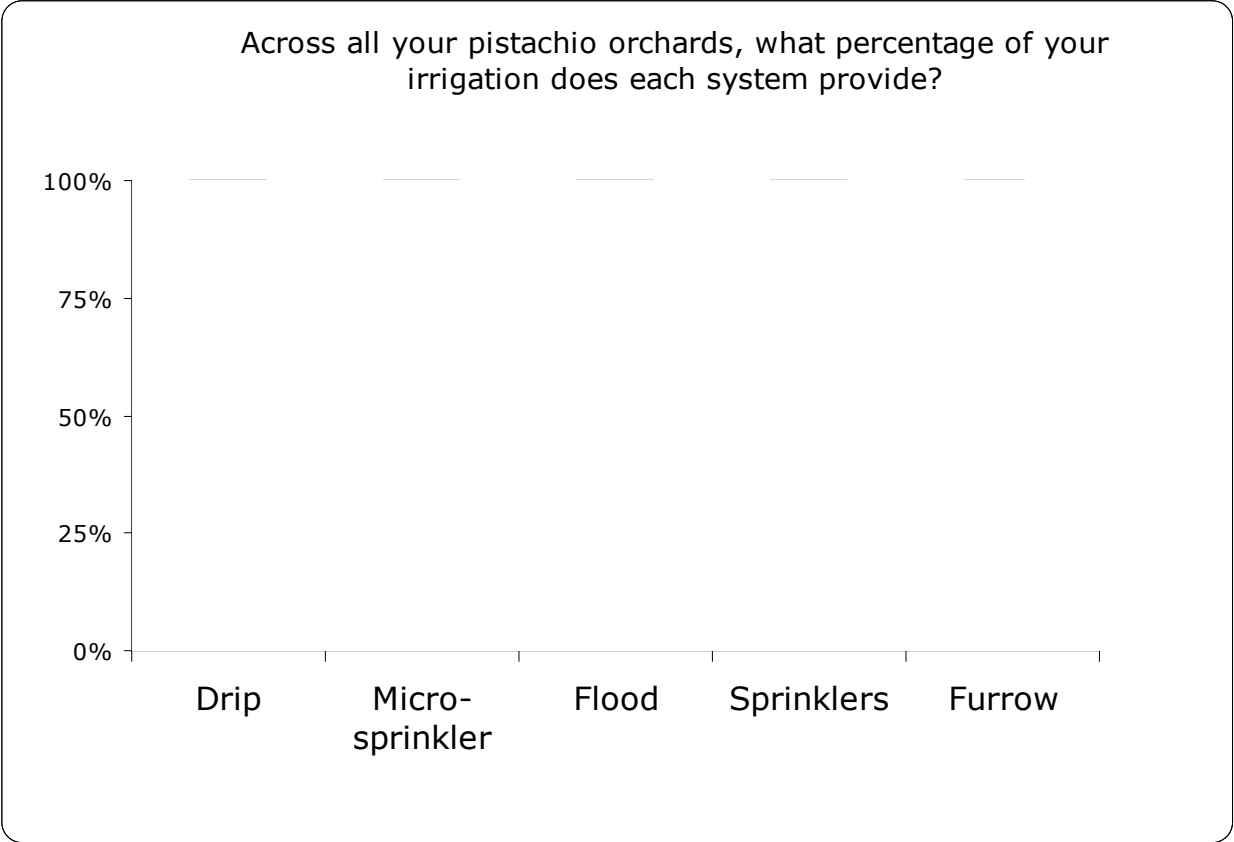 Across all your pistachio orchards, what percentage of your
irrigation does each system provide?
100%
75%
50%
25%
0%
Drip
Micro-
sprinkler
Flood
Sprinklers
Furrow